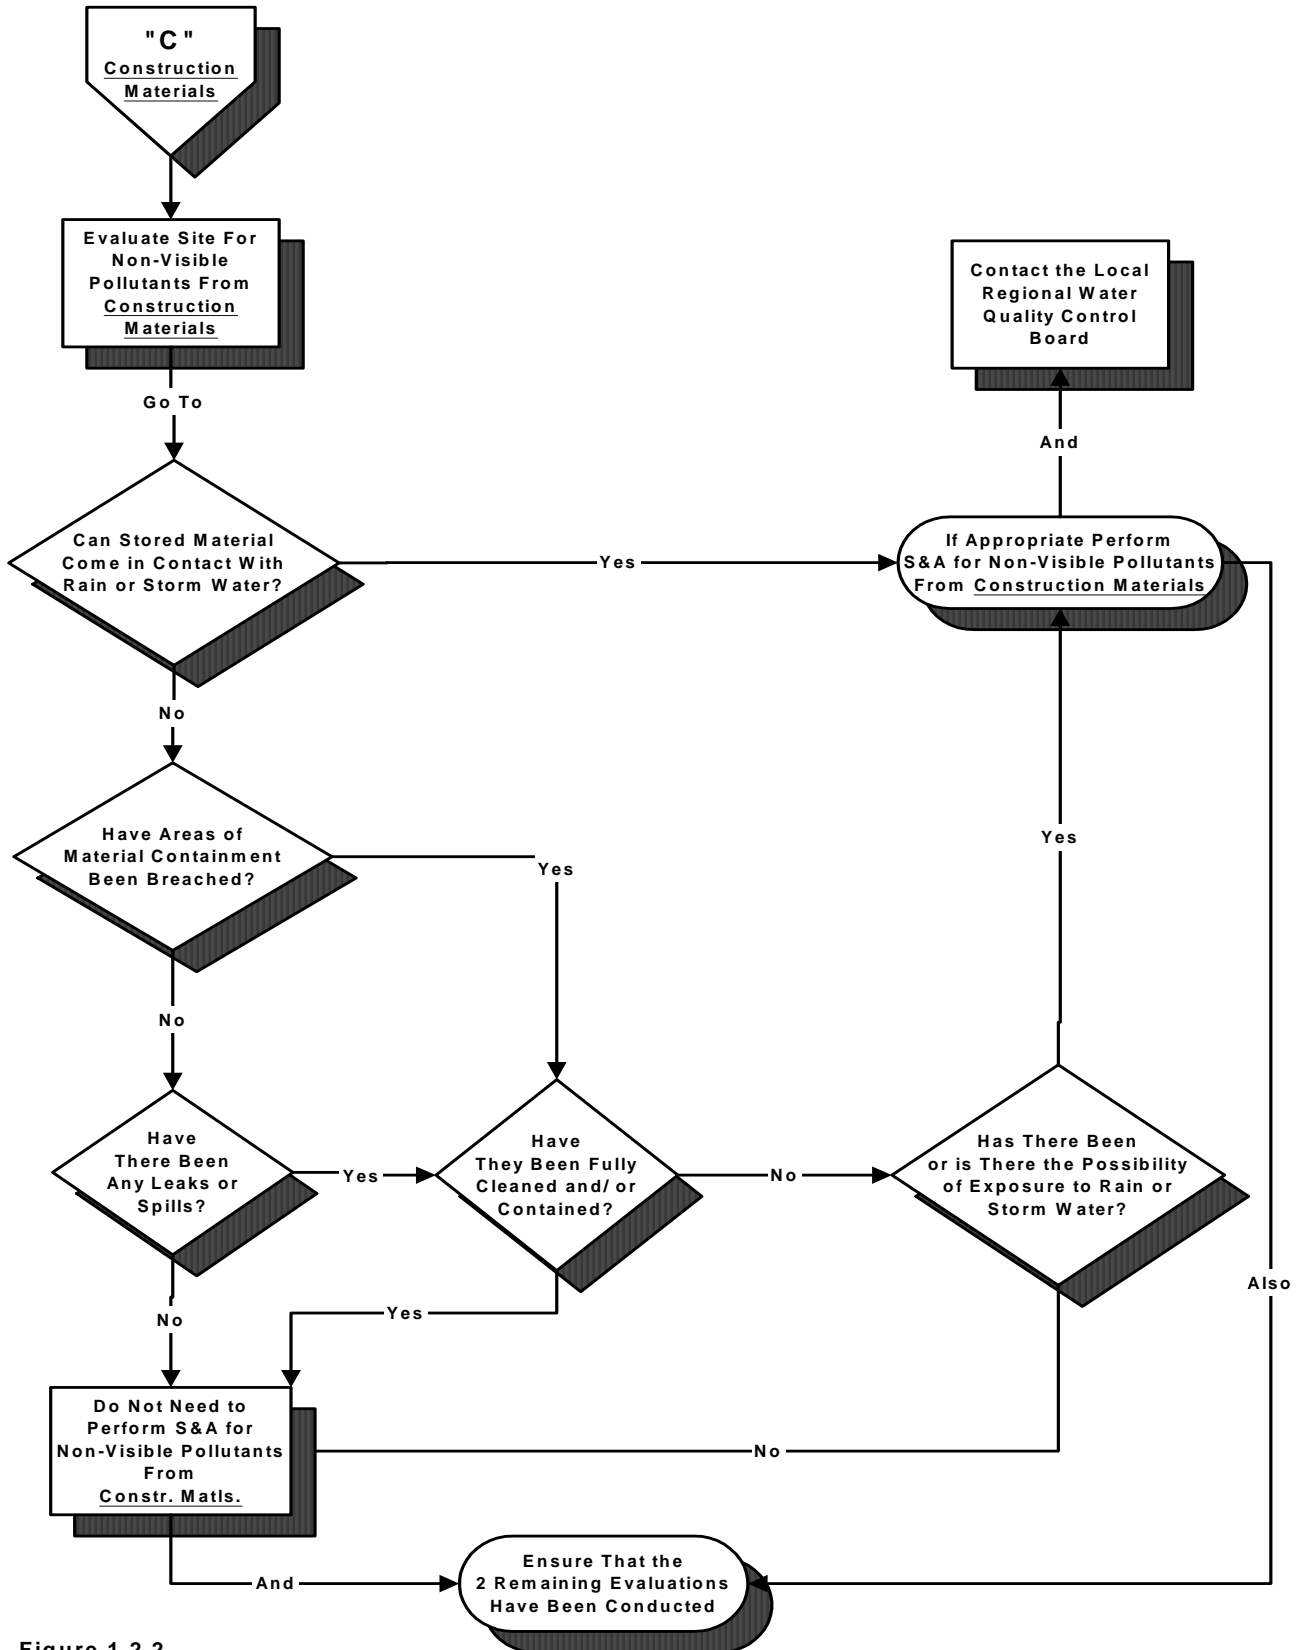 "C"
Construction
Materials
Evaluate Site For
Non-Visible
Pollutants From
Construction
Materials
Contact the Local
Regional Water
Quality Control
Board
Go To
And
Can Stored Material
Come in Contact With
Rain or Storm Water?
Yes
If Appropriate Perform
S&A for Non-Visible Pollutants
From Construction Materials
No
Have Areas of
Material Containment
Been Breached?
Yes
Yes
No
Have
There Been
Any Leaks or
Spills?
Yes
Have
They Been Fully
Cleaned and/ or
Contained?
No
Has There Been
or is There the Possibility
of Exposure to Rain or
Storm Water?
Also
No
Yes
Do Not Need to
Perform S&A for
Non-Visible Pollutants
From
Constr. Matls.
No
And
Ensure That the
2 Remaining Evaluations
Have Been Conducted
Figure 1.2.2